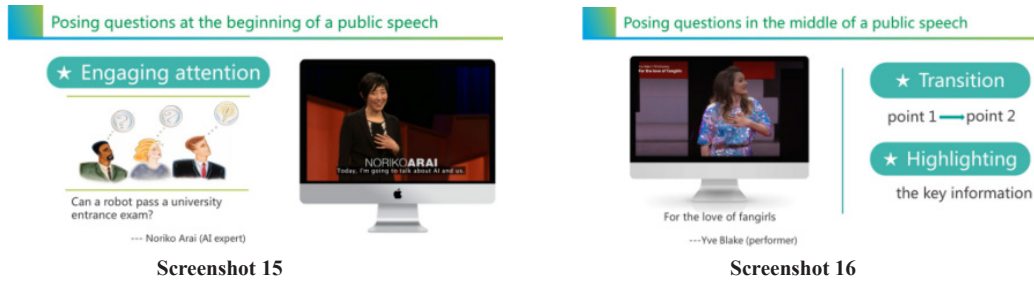 Posing questions at the beginning of a public speech
★ Engaging attention
NORIKO ARAI
Today, I'm going to talk about AI and us.
Can a robot pass a university
entrance exam?
--- Noriko Arai (AI expert)
Screenshot 15
Posing questions in the middle of a public speech
For the love of fangirls
★ Transition
point 1 → point 2
★ Highlighting
the key information
For the love of fangirls
---Yve Blake (performer)
Screenshot 16